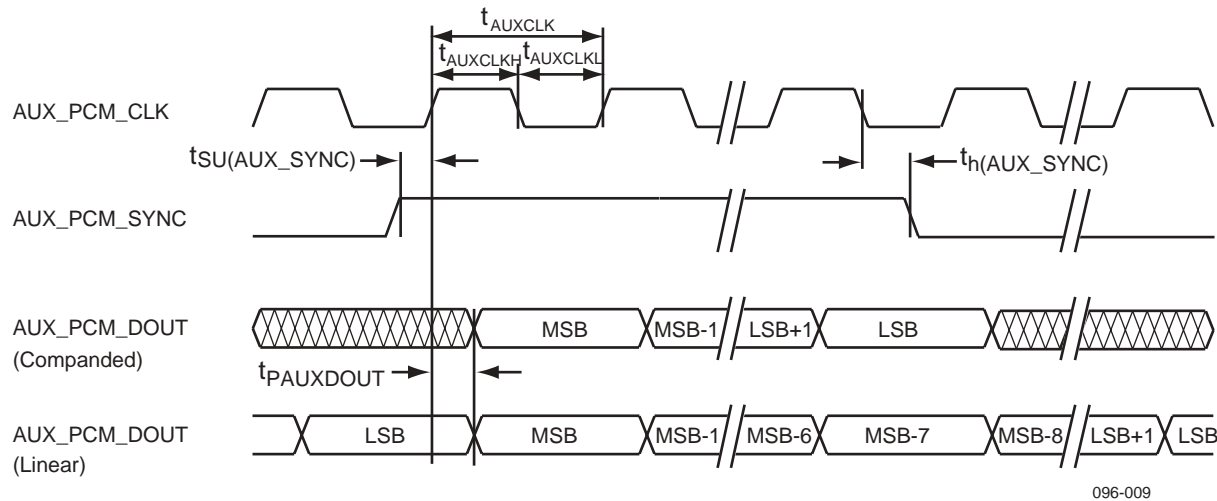 tAUXCLK
tAUXCLKH tAUXCLKL
AUX_PCM_CLK
tSU(AUX_SYNC) th(AUX_SYNC)
AUX_PCM_SYNC
AUX_PCM_DOUT
(Companded)
MSB MSB-1 LSB+1 LSB
tPAUXDOUT
AUX_PCM_DOUT
(Linear)
LSB MSB MSB-1 MSB-6 MSB-7 MSB-8 LSB+1 LSB
096-009